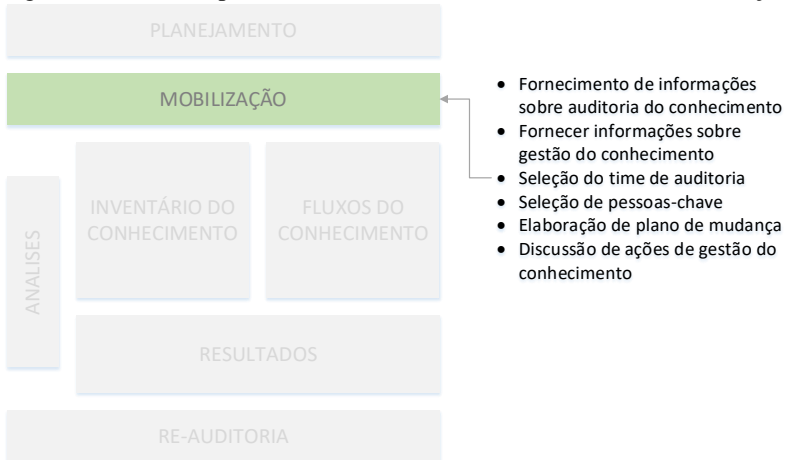 PLANEJAMENTO
MOBILIZAÇÃO
• Fornecimento de informações
sobre auditoria do conhecimento
• Fornecer informações sobre
gestão do conhecimento
• Seleção do time de auditoria
• Seleção de pessoas-chave
• Elaboração de plano de mudança
• Discussão de ações de gestão do
conhecimento
ANALISES
INVENTÁRIO DO
CONHECIMENTO
FLUXOS DO
CONHECIMENTO
RESULTADOS
RE-AUDITORIA